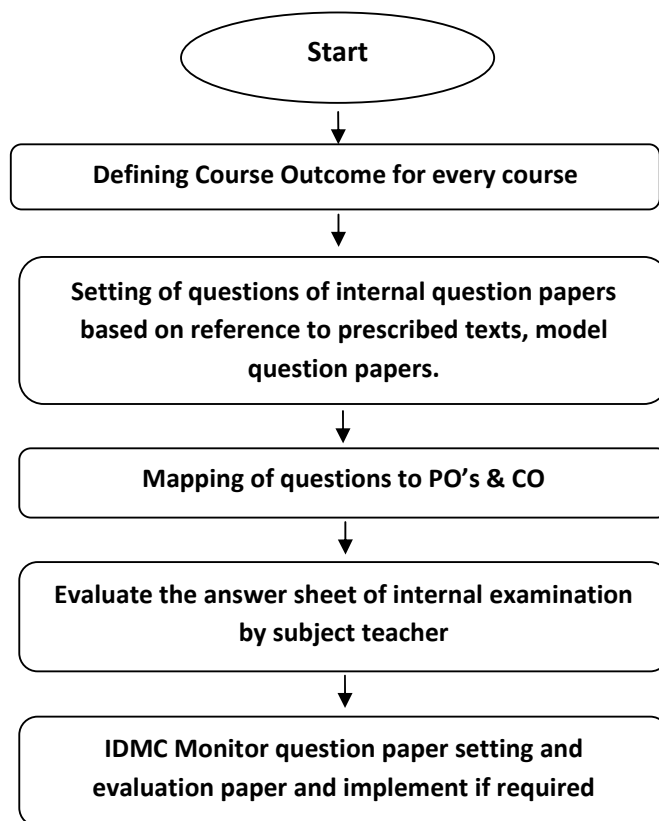 Start
Defining Course Outcome for every course
Setting of questions of internal question papers
based on reference to prescribed texts, model
question papers.
Mapping of questions to PO’s & CO
Evaluate the answer sheet of internal examination
by subject teacher
IDMC Monitor question paper setting and
evaluation paper and implement if required